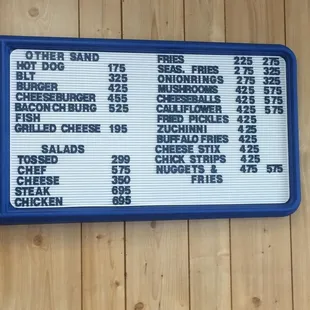 OTHER SAND
HOT DOG 175
BLT 325
BURGER 425
CHEESEBURGER 455
BACON CH BURG 525
FISH
GRILLED CHEESE 195
SALADS
TOSSED 299
CHEF 575
CHEESE 350
STEAK 695
CHICKEN 695
FRIES 225 275
SEAS. FRIES 275 325
ONIONRINGS 275 325
MUSHROOMS 425 575
CHEESEBALLS 425 575
CAULIFLOWER 425 575
FRIED PICKLES 425
ZUCHINNI 425
BUFFALO FRIES 425
CHEESE STIX 425
CHICK STRIPS 425
NUGGETS & 475 575
FRIES